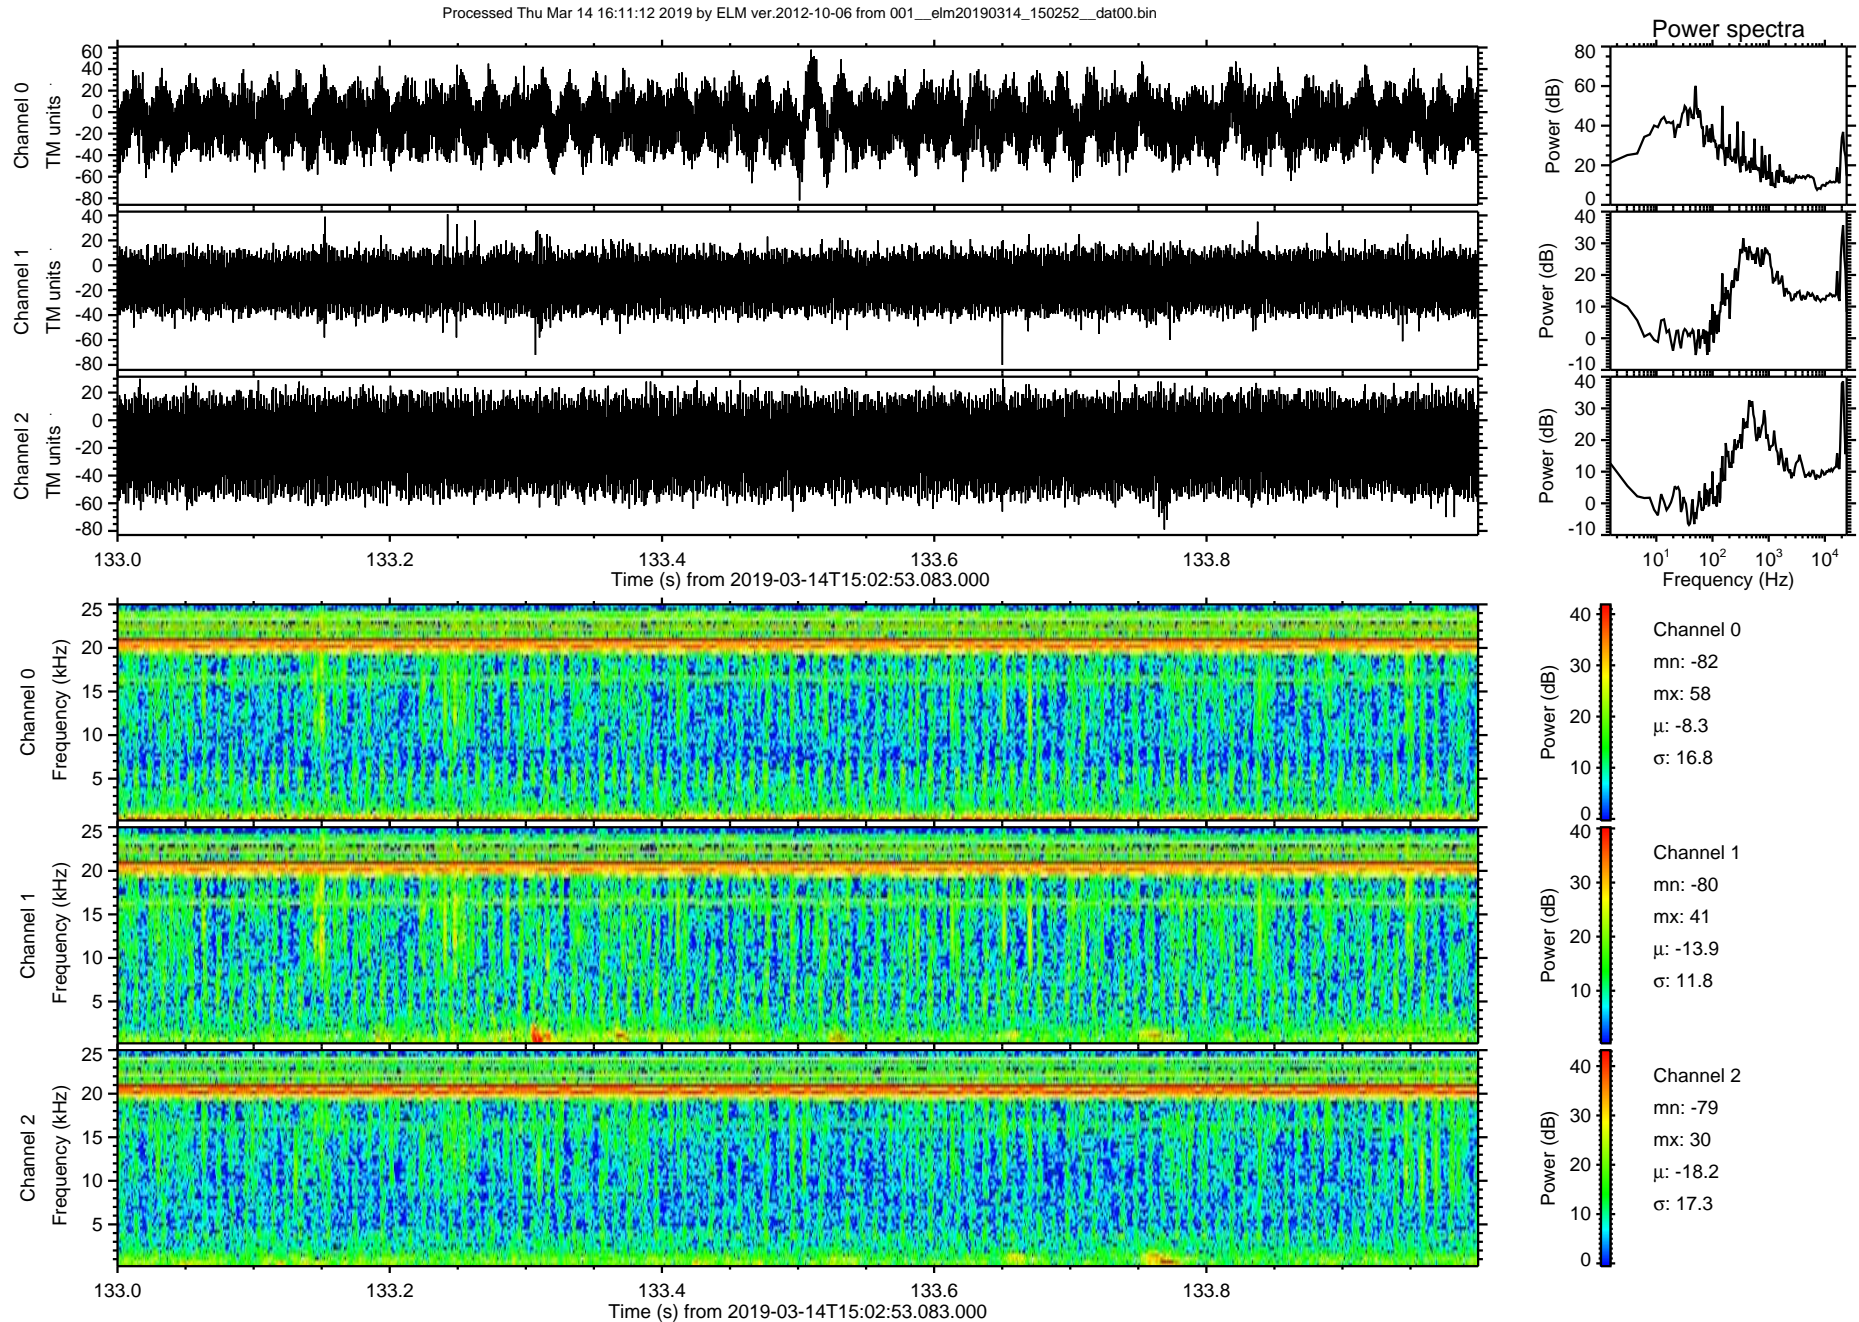 Processed Thu Mar 14 16:11:12 2019 by ELM ver.2012-10-06 from 001__elm20190314_150252__dat00.bin
Power spectra
Channel 0
TM units
60
40
20
0
-20
-40
-60
-80
Power (dB)
80
60
40
20
0
Channel 1
TM units
40
20
0
-20
-40
-60
-80
Power (dB)
40
30
20
10
0
-10
Channel 2
TM units
20
0
-20
-40
-60
-80
Power (dB)
40
30
20
10
0
-10
133.0 133.2 133.4 133.6 133.8
Time (s) from 2019-03-14T15:02:53.083.000
10^1 10^2 10^3 10^4
Frequency (Hz)
Channel 0
Frequency (kHz)
25
20
15
10
5
Power (dB)
40
30
20
10
0
Channel 0
mn: -82
mx: 58
μ: -8.3
σ: 16.8
Channel 1
Frequency (kHz)
25
20
15
10
5
Power (dB)
40
30
20
10
Channel 1
mn: -80
mx: 41
μ: -13.9
σ: 11.8
Channel 2
Frequency (kHz)
25
20
15
10
5
Power (dB)
40
30
20
10
0
Channel 2
mn: -79
mx: 30
μ: -18.2
σ: 17.3
133.0 133.2 133.4 133.6 133.8
Time (s) from 2019-03-14T15:02:53.083.000